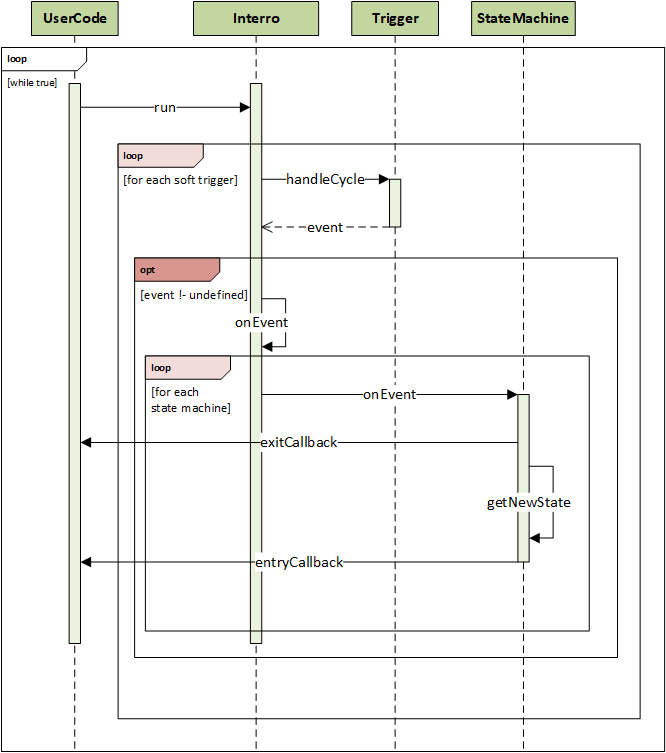 UserCode
Interro
Trigger
StateMachine
loop
[while true]
run
loop
[for each soft trigger]
handleCycle
event
opt
[event !- undefined]
onEvent
loop
[for each
state machine]
onEvent
exitCallback
getNewState
entryCallback